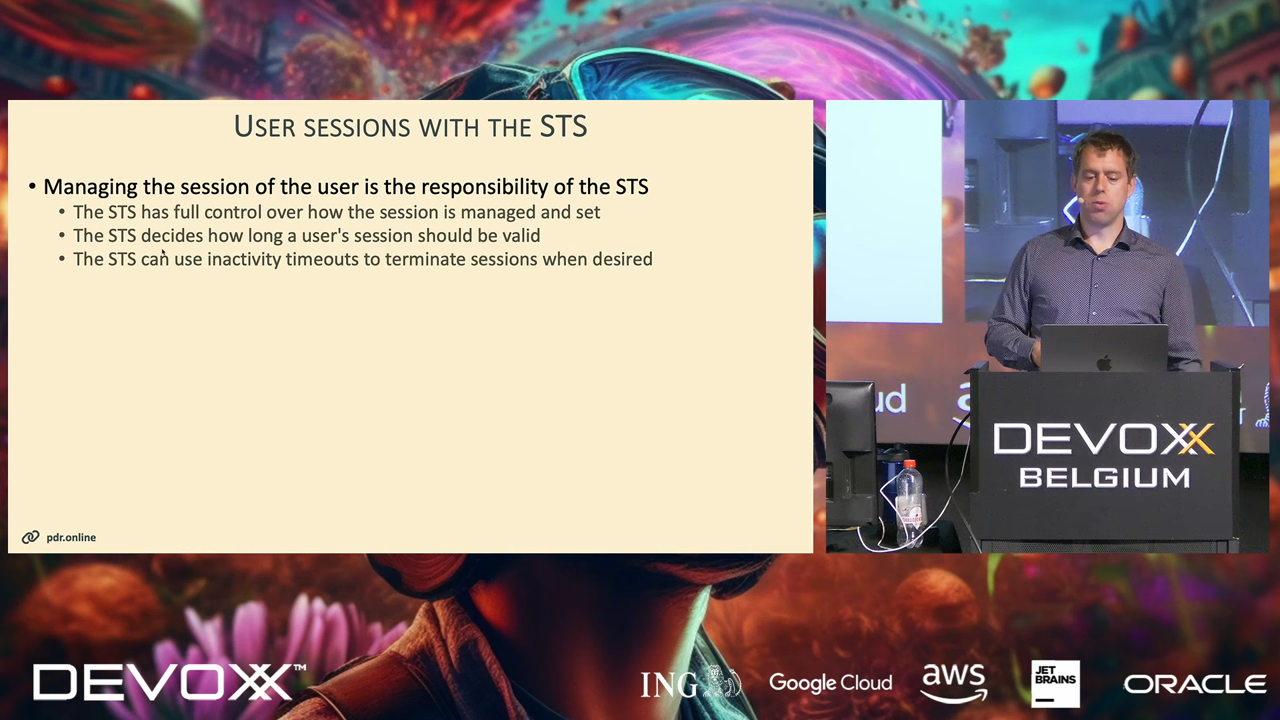 USER SESSIONS WITH THE STS
• Managing the session of the user is the responsibility of the STS
• The STS has full control over how the session is managed and set
• The STS decides how long a user's session should be valid
• The STS can use inactivity timeouts to terminate sessions when desired
pdr.online
ud
DEVOXX
BELGIUM
DEVOXX™
ING
Google Cloud
aws
JET
BRAINS
ORACLE